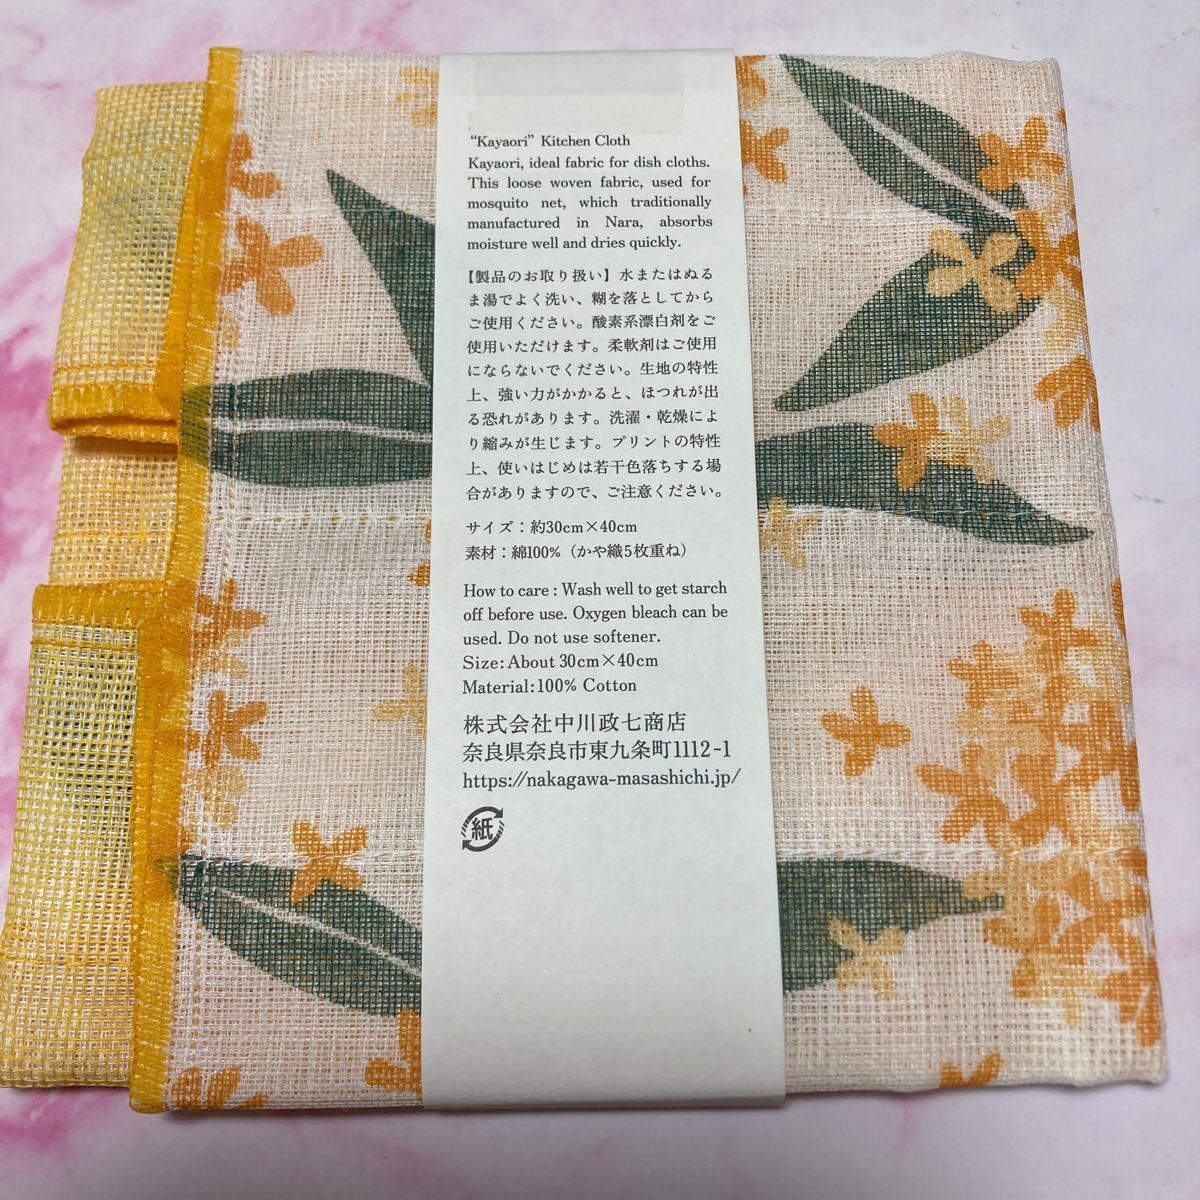 “Kayaori” Kitchen Cloth
Kayaori, ideal fabric for dish cloths.
This loose woven fabric, used for
mosquito net, which traditionally
manufactured in Nara, absorbs
moisture well and dries quickly.
【製品のお取り扱い】水またはぬる
ま湯でよく洗い、糊を落としてから
ご使用ください。酸素系漂白剤をご
使用いただけます。柔軟剤はご使用
にならないでください。生地の特性
上、強い力がかかると、ほつれが出
る恐れがあります。洗濯・乾燥によ
り縮みが生じます。プリントの特性
上、使いはじめは若干色落ちする場
合がありますので、ご注意ください。
サイズ：約30cm×40cm
素材：綿100%（かや織5枚重ね）
How to care : Wash well to get starch
off before use. Oxygen bleach can be
used. Do not use softener.
Size: About 30cm×40cm
Material: 100% Cotton
株式会社中川政七商店
奈良県奈良市東九条町1112-1
https://nakagawa-masashichi.jp/
紙